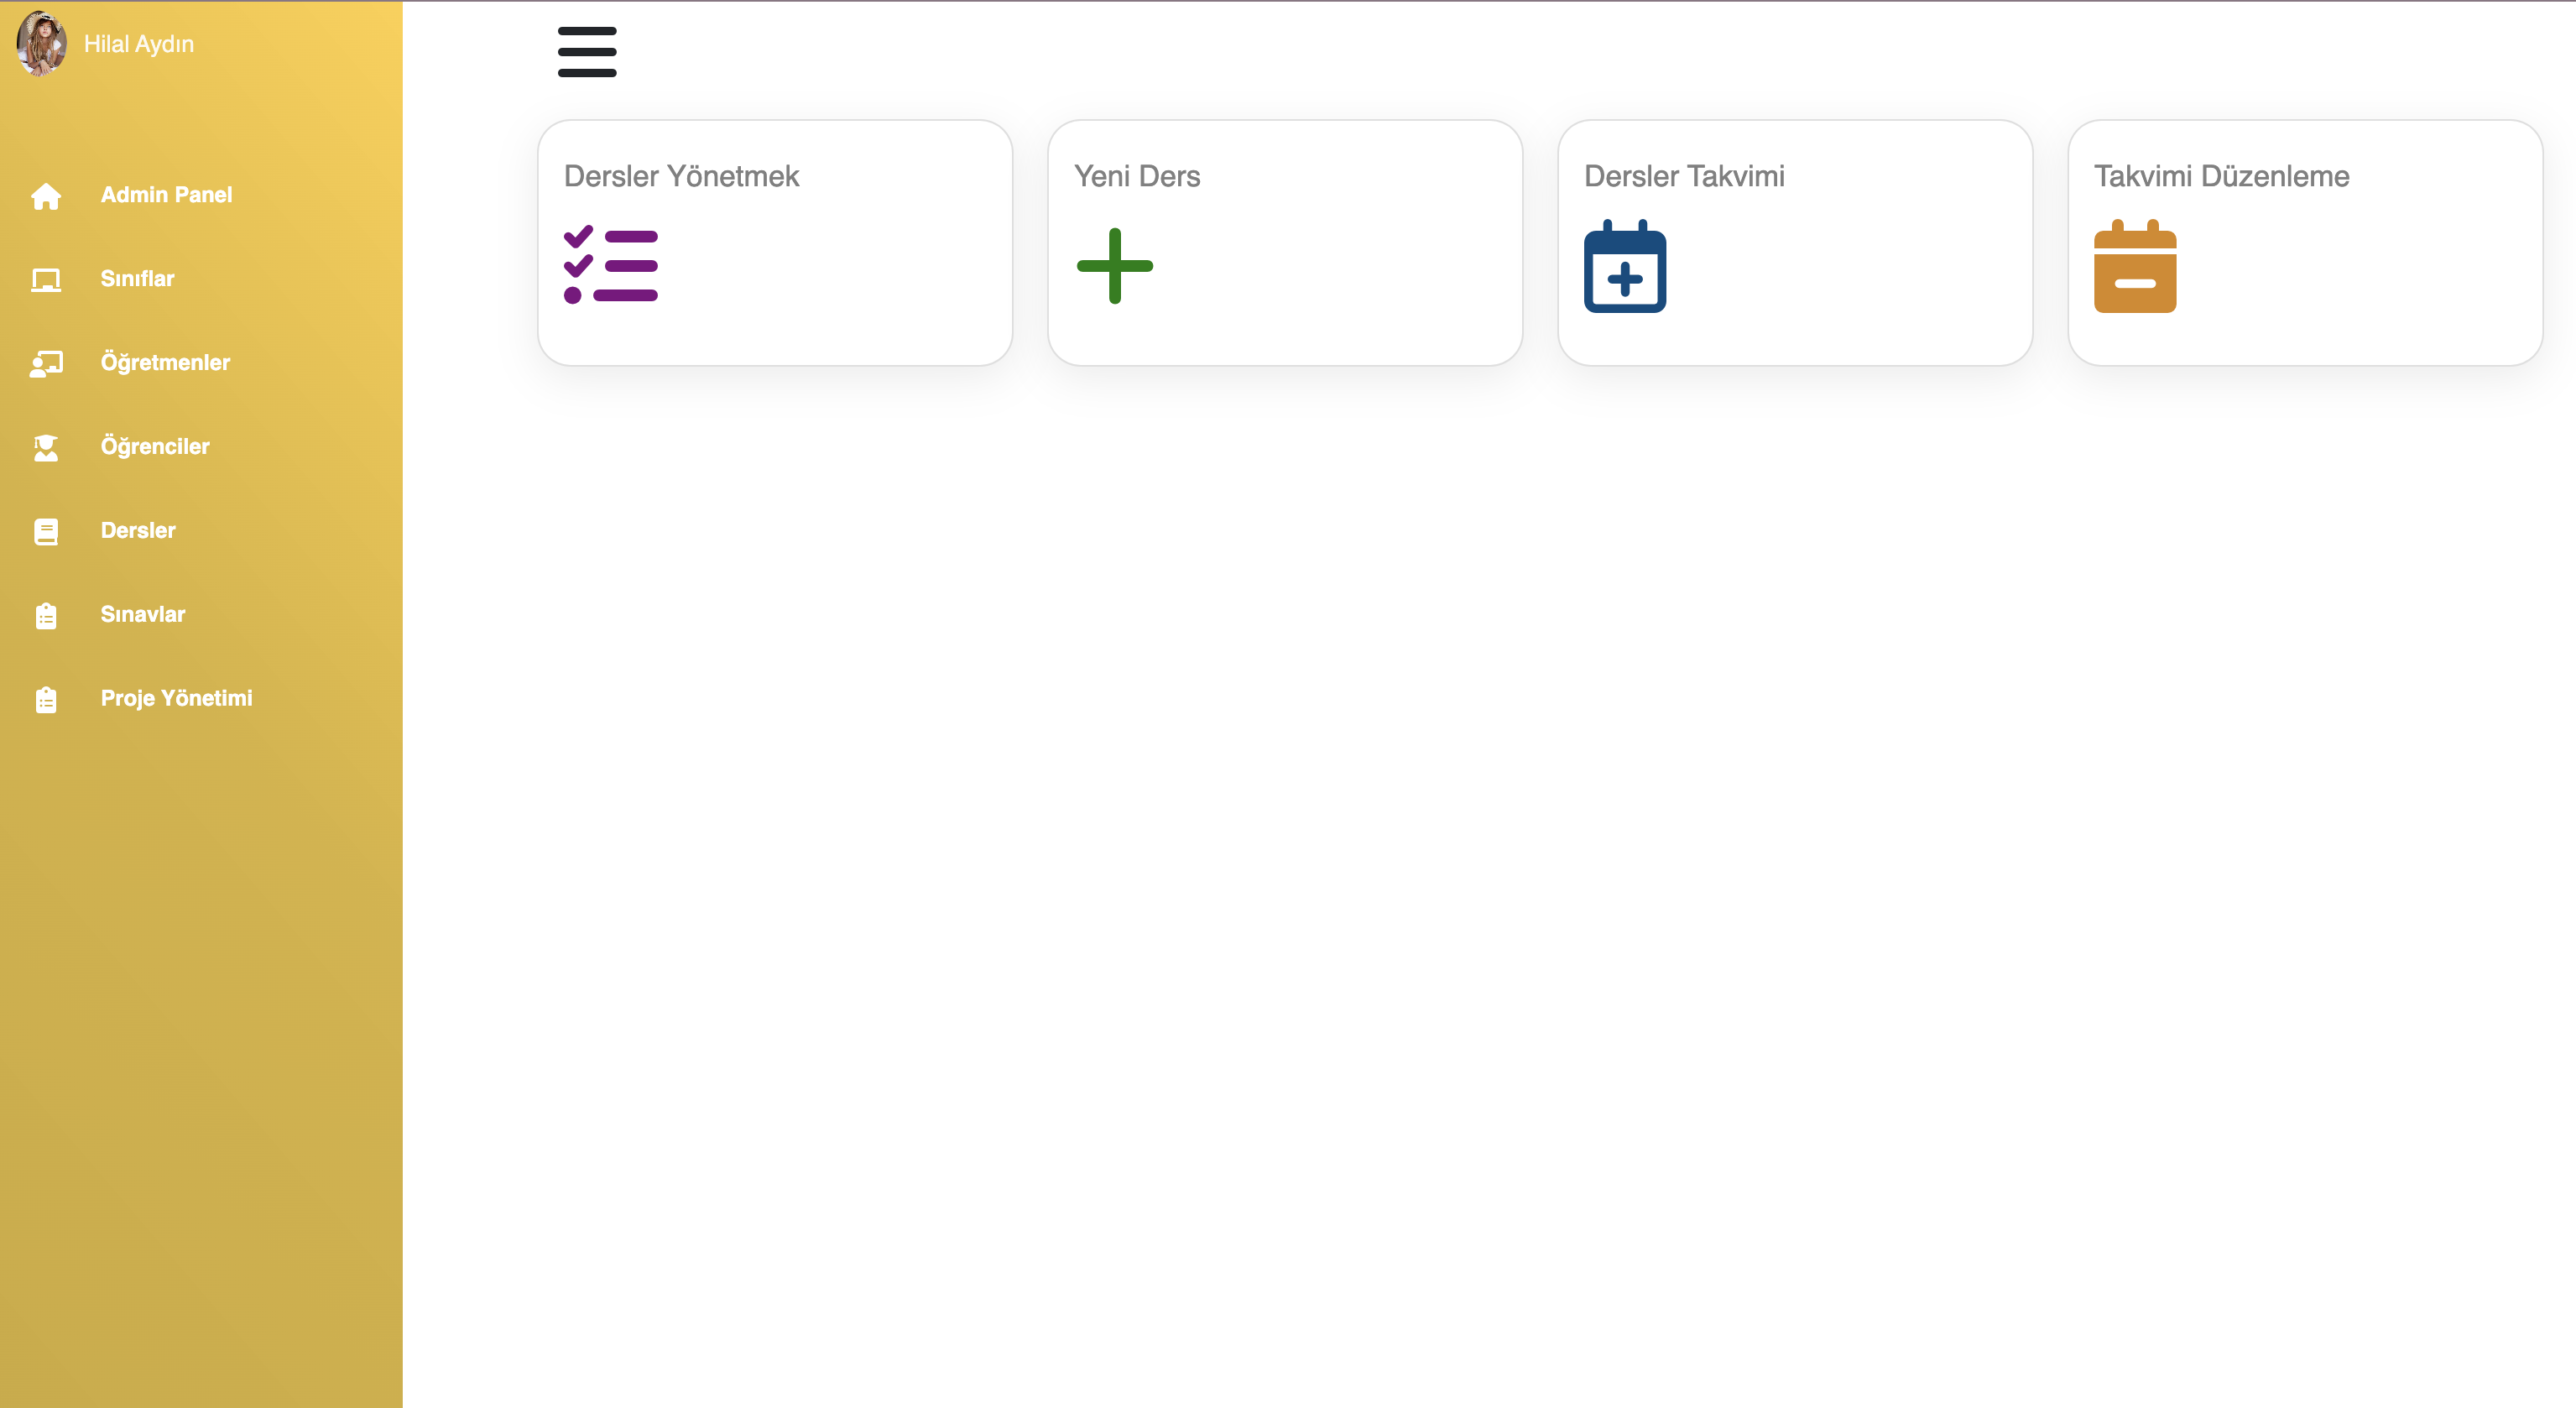 Hilal Aydın
Admin Panel
Sınıflar
Öğretmenler
Öğrenciler
Dersler
Sınavlar
Proje Yönetimi
Dersler Yönetmek
Yeni Ders
Dersler Takvimi
Takvimi Düzenleme